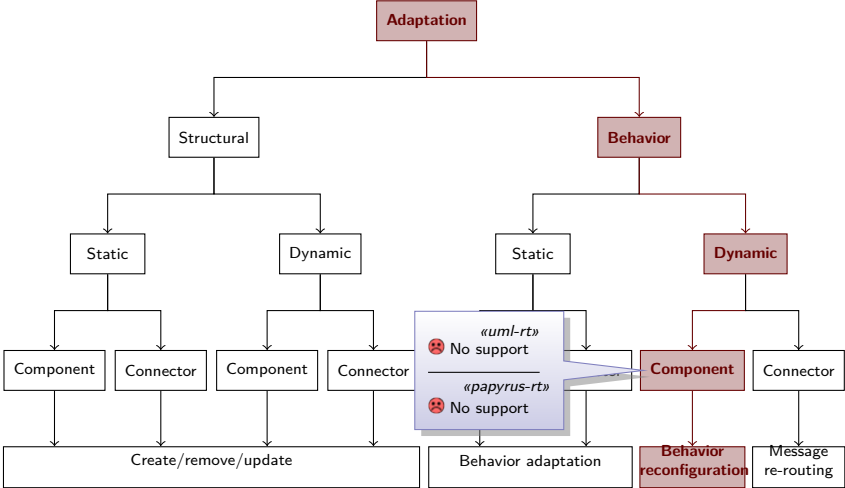 Adaptation
Structural
Behavior
Static
Dynamic
Static
Dynamic
«uml-rt»
No support
«papyrus-rt»
No support
Component
Connector
Component
Connector
Component
Connector
Create/remove/update
Behavior adaptation
Behavior
reconfiguration
Message
re-routing